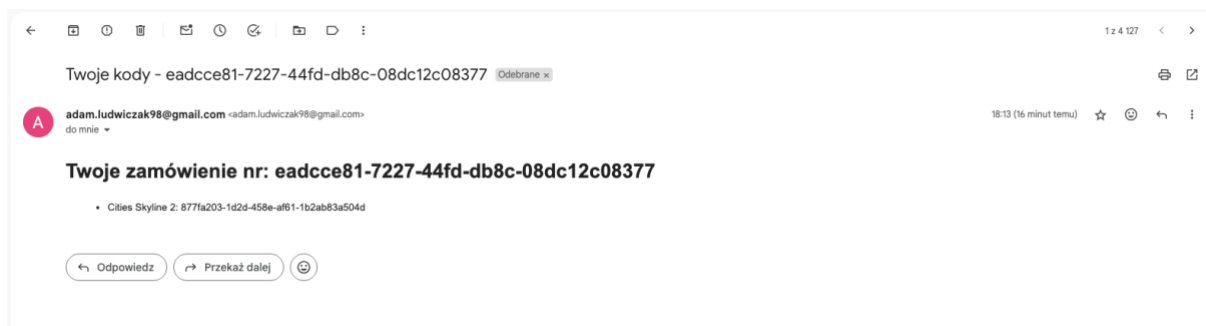 1 z 4 127
Twoje kody - eadcce81-7227-44fd-db8c-08dc12c08377 Odebrane ×
A
adam.ludwiczak98@gmail.com <adam.ludwiczak98@gmail.com>
18:13 (16 minut temu)
do mnie
Twoje zamówienie nr: eadcce81-7227-44fd-db8c-08dc12c08377
• Cities Skyline 2: 877fa203-1d2d-458e-af61-1b2ab83a504d
Odpowiedz
Przekaż dalej